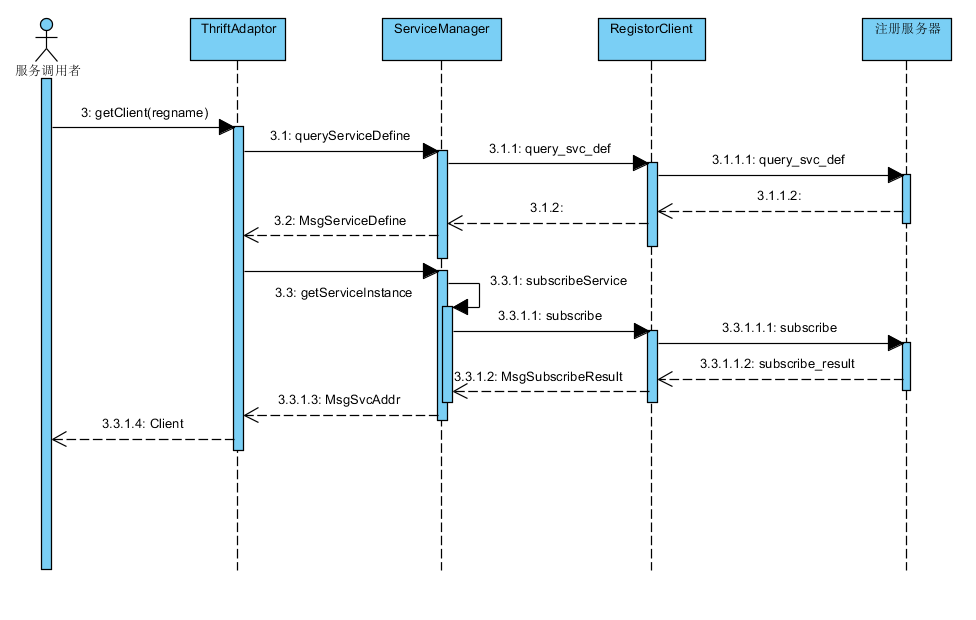 ThriftAdaptor
ServiceManager
RegistorClient
注册服务器
服务调用者
3: getClient(regname)
3.1: queryServiceDefine
3.1.1: query_svc_def
3.1.1.1: query_svc_def
3.1.1.2:
3.1.2:
3.2: MsgServiceDefine
3.3: getServiceInstance
3.3.1: subscribeService
3.3.1.1: subscribe
3.3.1.1.1: subscribe
3.3.1.1.2: subscribe_result
3.3.1.2: MsgSubscribeResult
3.3.1.3: MsgSvcAddr
3.3.1.4: Client